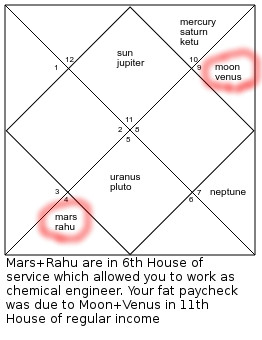 mercury
saturn
ketu
sun
jupiter
12
1
10
9
moon
venus
11
2 8
5
uranus
pluto
3
4
7
6
neptune
mars
rahu
Mars+Rahu are in 6th House of
service which allowed you to work as
chemical engineer. Your fat paycheck
was due to Moon+Venus in 11th
House of regular income